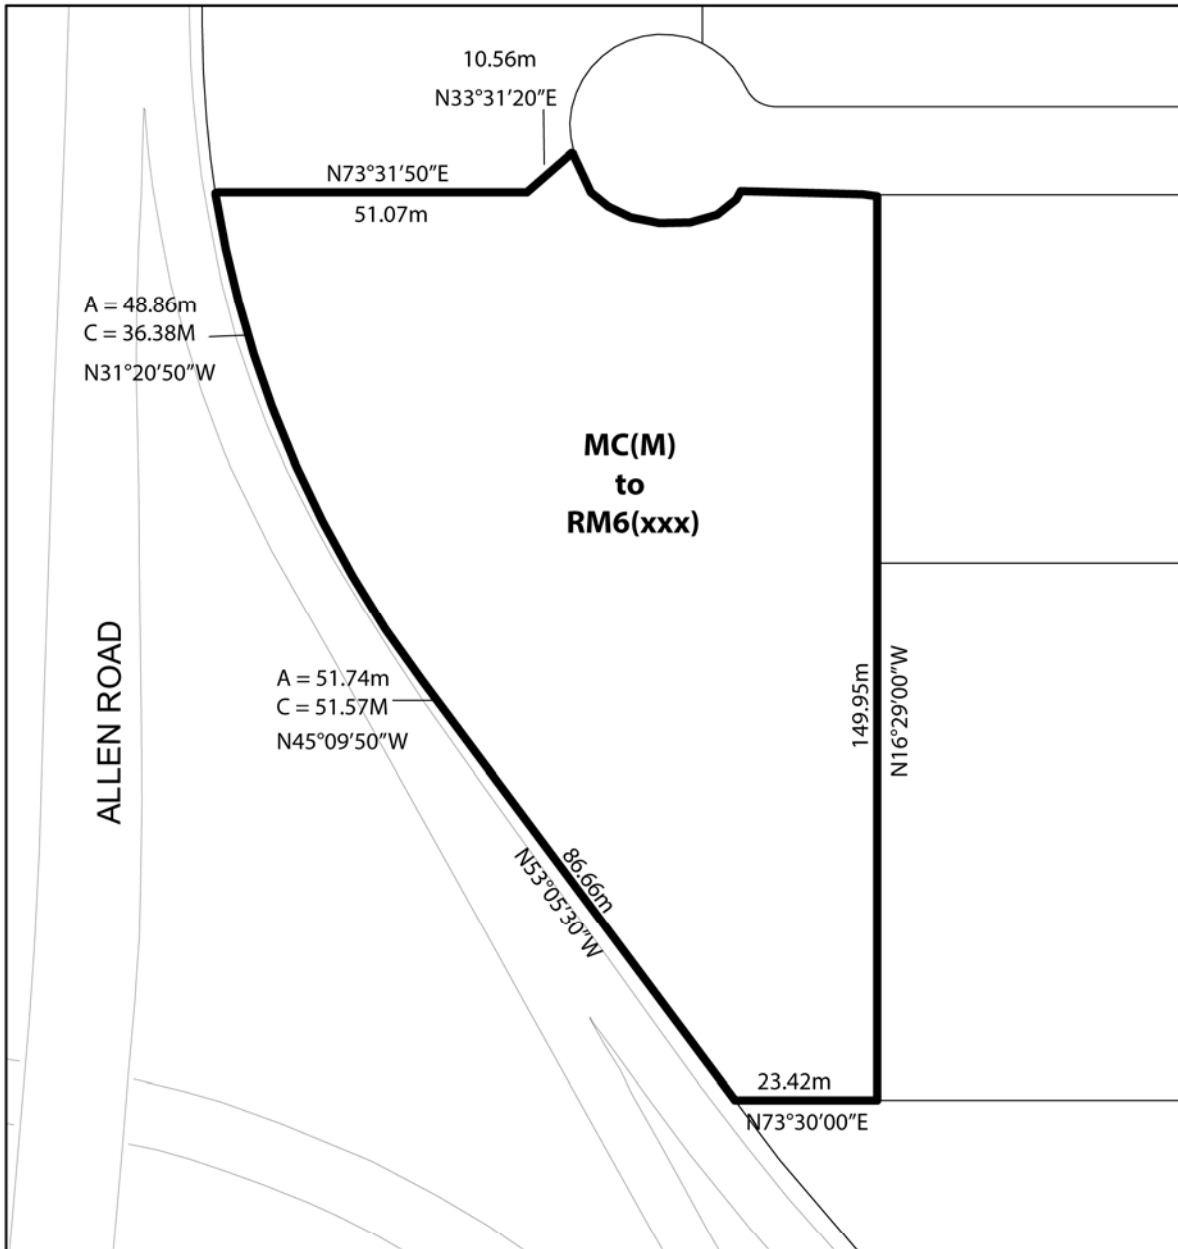 10.56m
N33°31'20"E
N73°31'50"E
51.07m
A = 48.86m
C = 36.38M
N31°20'50"W
MC(M)
to
RM6(xxx)
ALLEN ROAD
A = 51.74m
C = 51.57M
N45°09'50"W
149.95m
N16°29'00"W
86.66m
N53°05'30"W
23.42m
N73°30'00"E